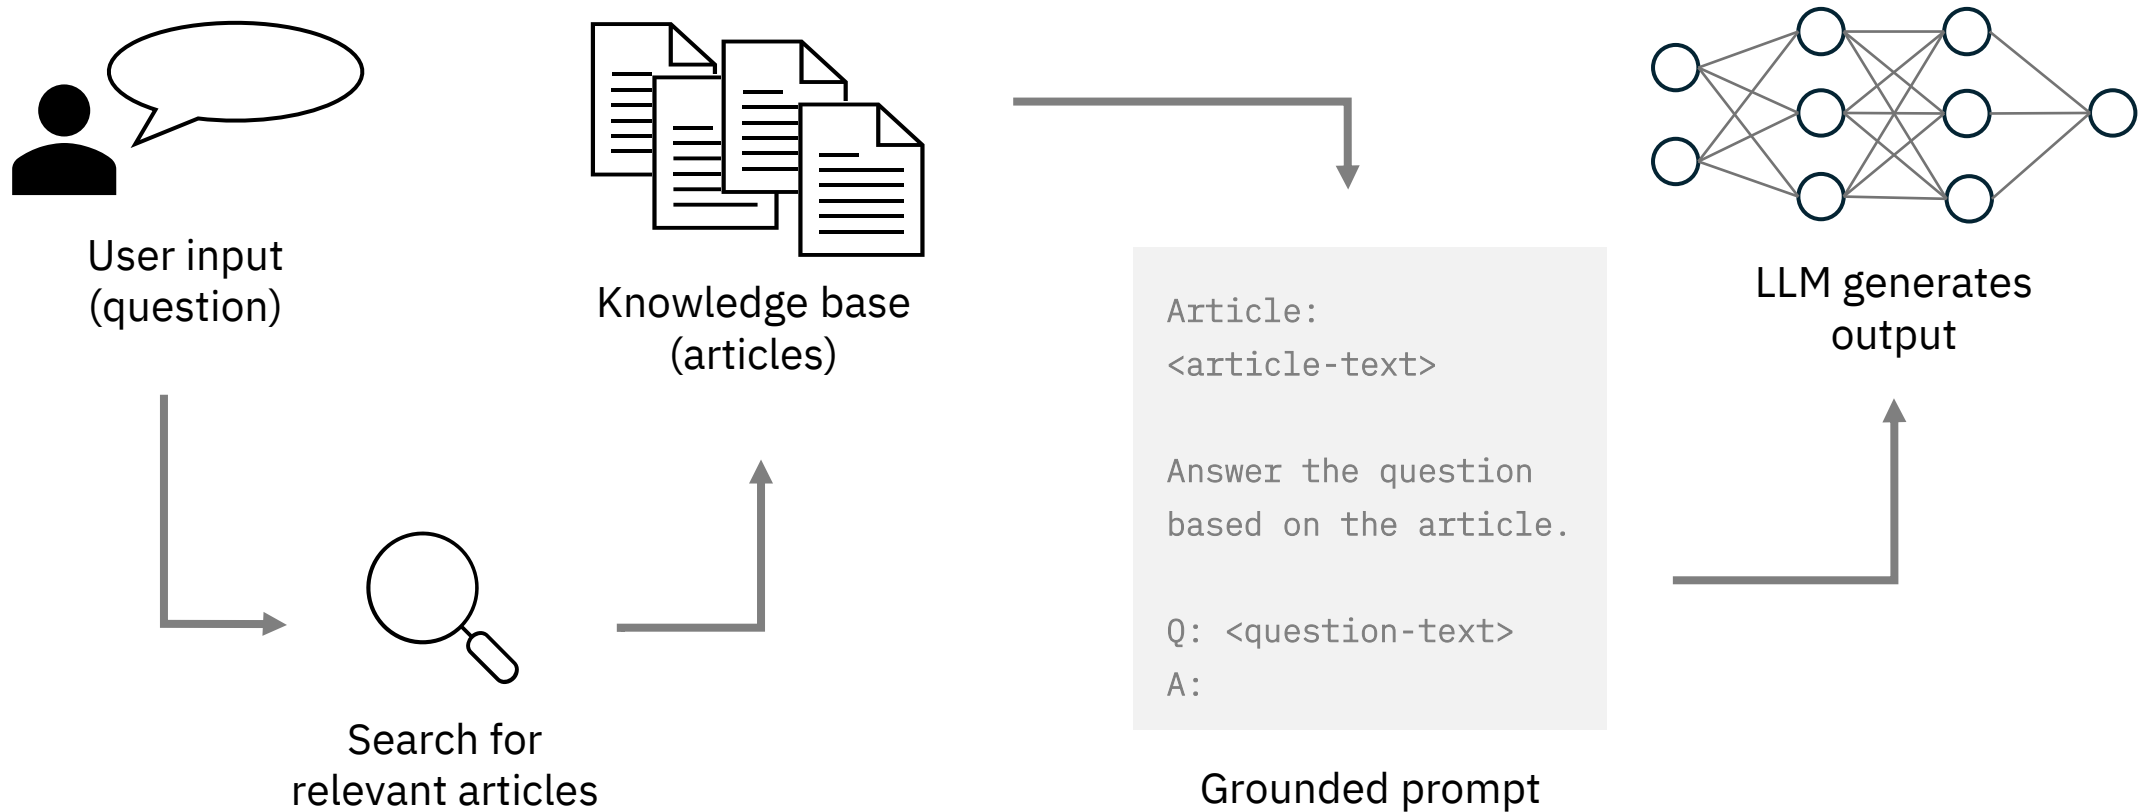 User input
(question)
Search for
relevant articles
Knowledge base
(articles)
Article:
<article-text>
Answer the question
based on the article.
Q: <question-text>
A:
Grounded prompt
LLM generates
output